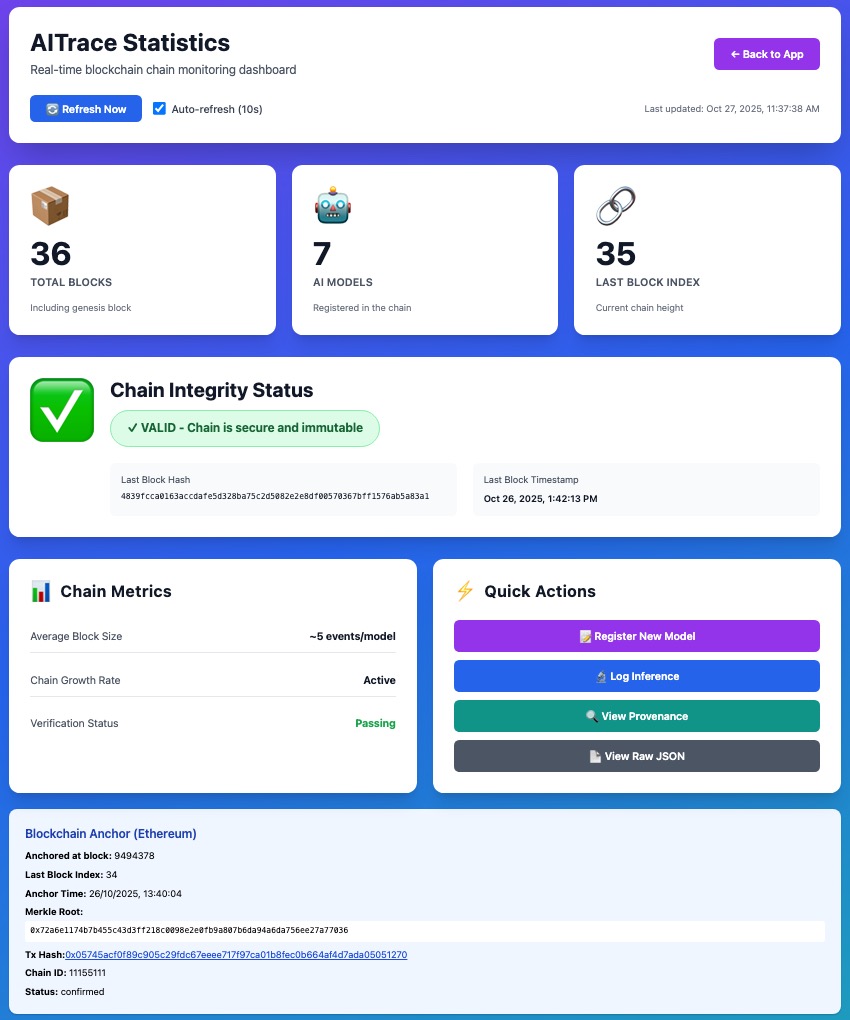 AITrace Statistics
Real-time blockchain chain monitoring dashboard
← Back to App
Refresh Now
Auto-refresh (10s)
Last updated: Oct 27, 2025, 11:37:38 AM
36
TOTAL BLOCKS
Including genesis block
7
AI MODELS
Registered in the chain
35
LAST BLOCK INDEX
Current chain height
Chain Integrity Status
✓ VALID - Chain is secure and immutable
Last Block Hash
4839fcca0163accdafe5d328ba75c2d5082e2e8df00570367bff1576ab5a83a1
Last Block Timestamp
Oct 26, 2025, 1:42:13 PM
Chain Metrics
Average Block Size ~5 events/model
Chain Growth Rate Active
Verification Status Passing
Quick Actions
Register New Model
Log Inference
View Provenance
View Raw JSON
Blockchain Anchor (Ethereum)
Anchored at block: 9494378
Last Block Index: 34
Anchor Time: 26/10/2025, 13:40:04
Merkle Root:
0x72a6e1174b7b455c43d3ff218c0098e2e0fb9a807b6da94a6da756ee27a77036
Tx Hash:0x05745acf0f89c905c29fdc67eeee717f97ca01b8fec0b664af4d7ada05051270
Chain ID: 11155111
Status: confirmed